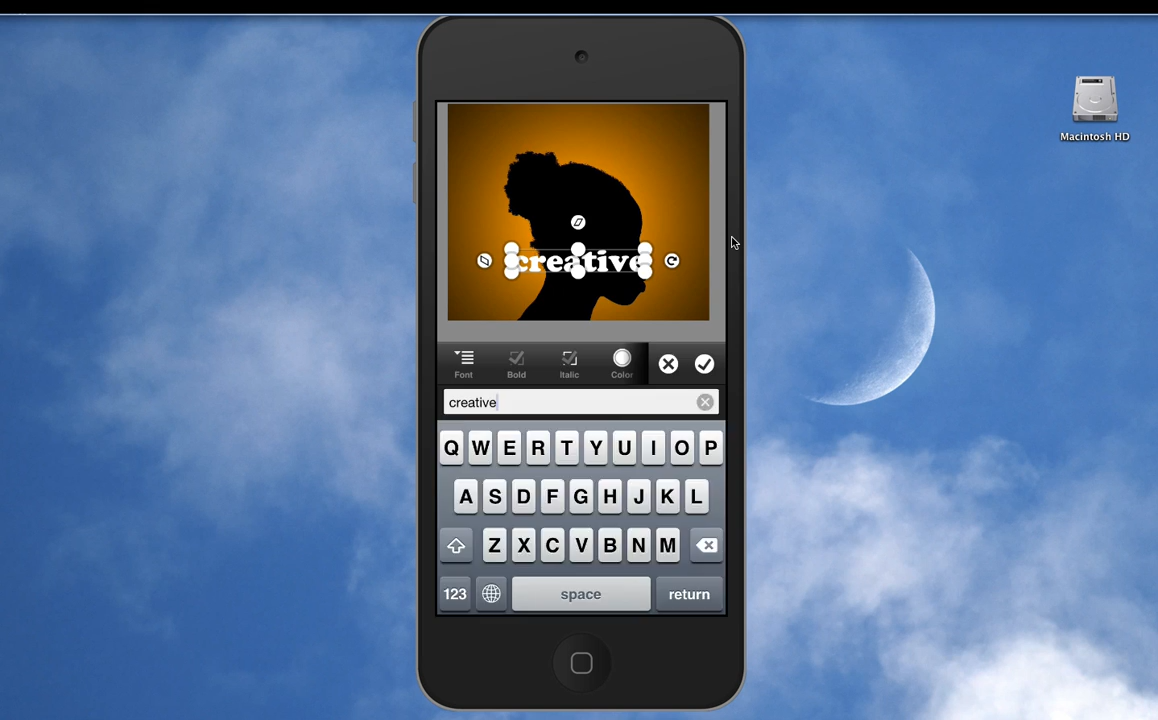 Macintosh HD
creative
Font Bold Italic Color
creative
Q W E R T Y U I O P
A S D F G H J K L
Z X C V B N M
123 space return